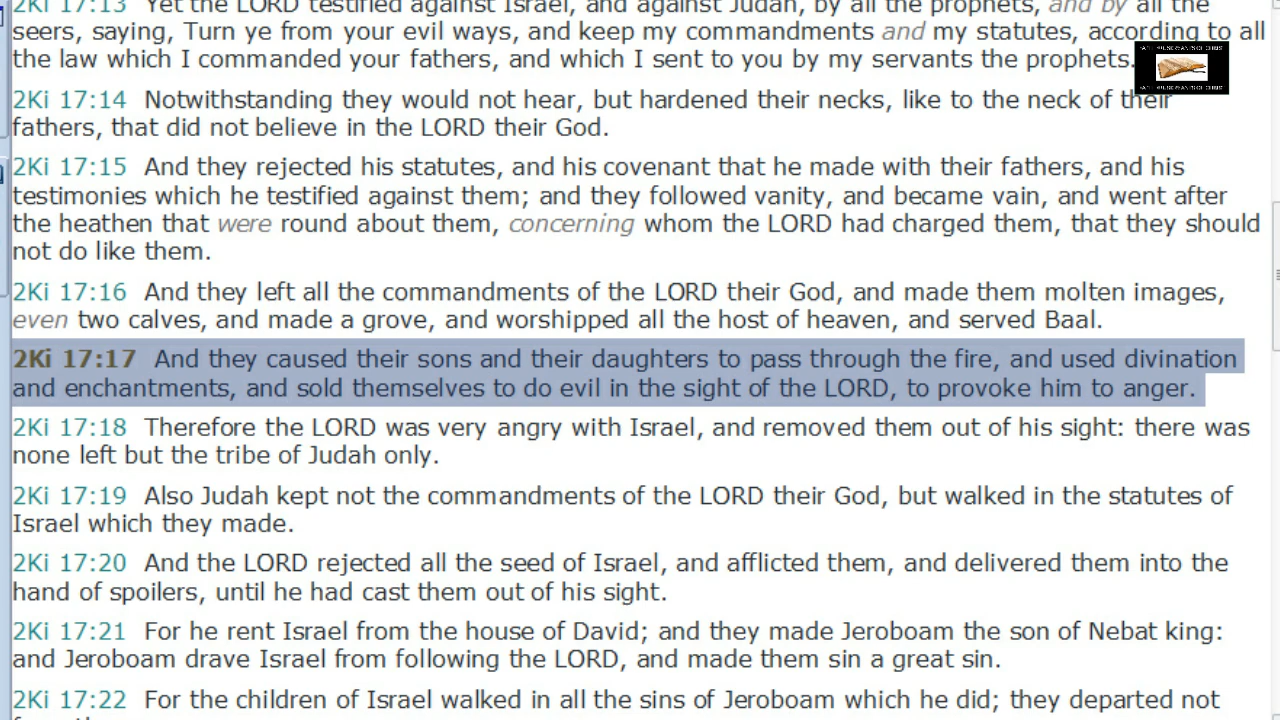 2Ki 17:13 Yet the LORD testified against Israel, and against Judah, by all the prophets, and by all the
seers, saying, Turn ye from your evil ways, and keep my commandments and my statutes, according to all
the law which I commanded your fathers, and which I sent to you by my servants the prophets.
2Ki 17:14 Notwithstanding they would not hear, but hardened their necks, like to the neck of their
fathers, that did not believe in the LORD their God.
2Ki 17:15 And they rejected his statutes, and his covenant that he made with their fathers, and his
testimonies which he testified against them; and they followed vanity, and became vain, and went after
the heathen that were round about them, concerning whom the LORD had charged them, that they should
not do like them.
2Ki 17:16 And they left all the commandments of the LORD their God, and made them molten images,
even two calves, and made a grove, and worshipped all the host of heaven, and served Baal.
2Ki 17:17 And they caused their sons and their daughters to pass through the fire, and used divination
and enchantments, and sold themselves to do evil in the sight of the LORD, to provoke him to anger.
2Ki 17:18 Therefore the LORD was very angry with Israel, and removed them out of his sight: there was
none left but the tribe of Judah only.
2Ki 17:19 Also Judah kept not the commandments of the LORD their God, but walked in the statutes of
Israel which they made.
2Ki 17:20 And the LORD rejected all the seed of Israel, and afflicted them, and delivered them into the
hand of spoilers, until he had cast them out of his sight.
2Ki 17:21 For he rent Israel from the house of David; and they made Jeroboam the son of Nebat king:
and Jeroboam drave Israel from following the LORD, and made them sin a great sin.
2Ki 17:22 For the children of Israel walked in all the sins of Jeroboam which he did; they departed not